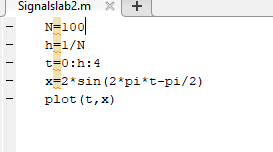 Signalslab2.m × +
N=100
h=1/N
t=0:h:4
x=2*sin(2*pi*t-pi/2)
plot(t,x)